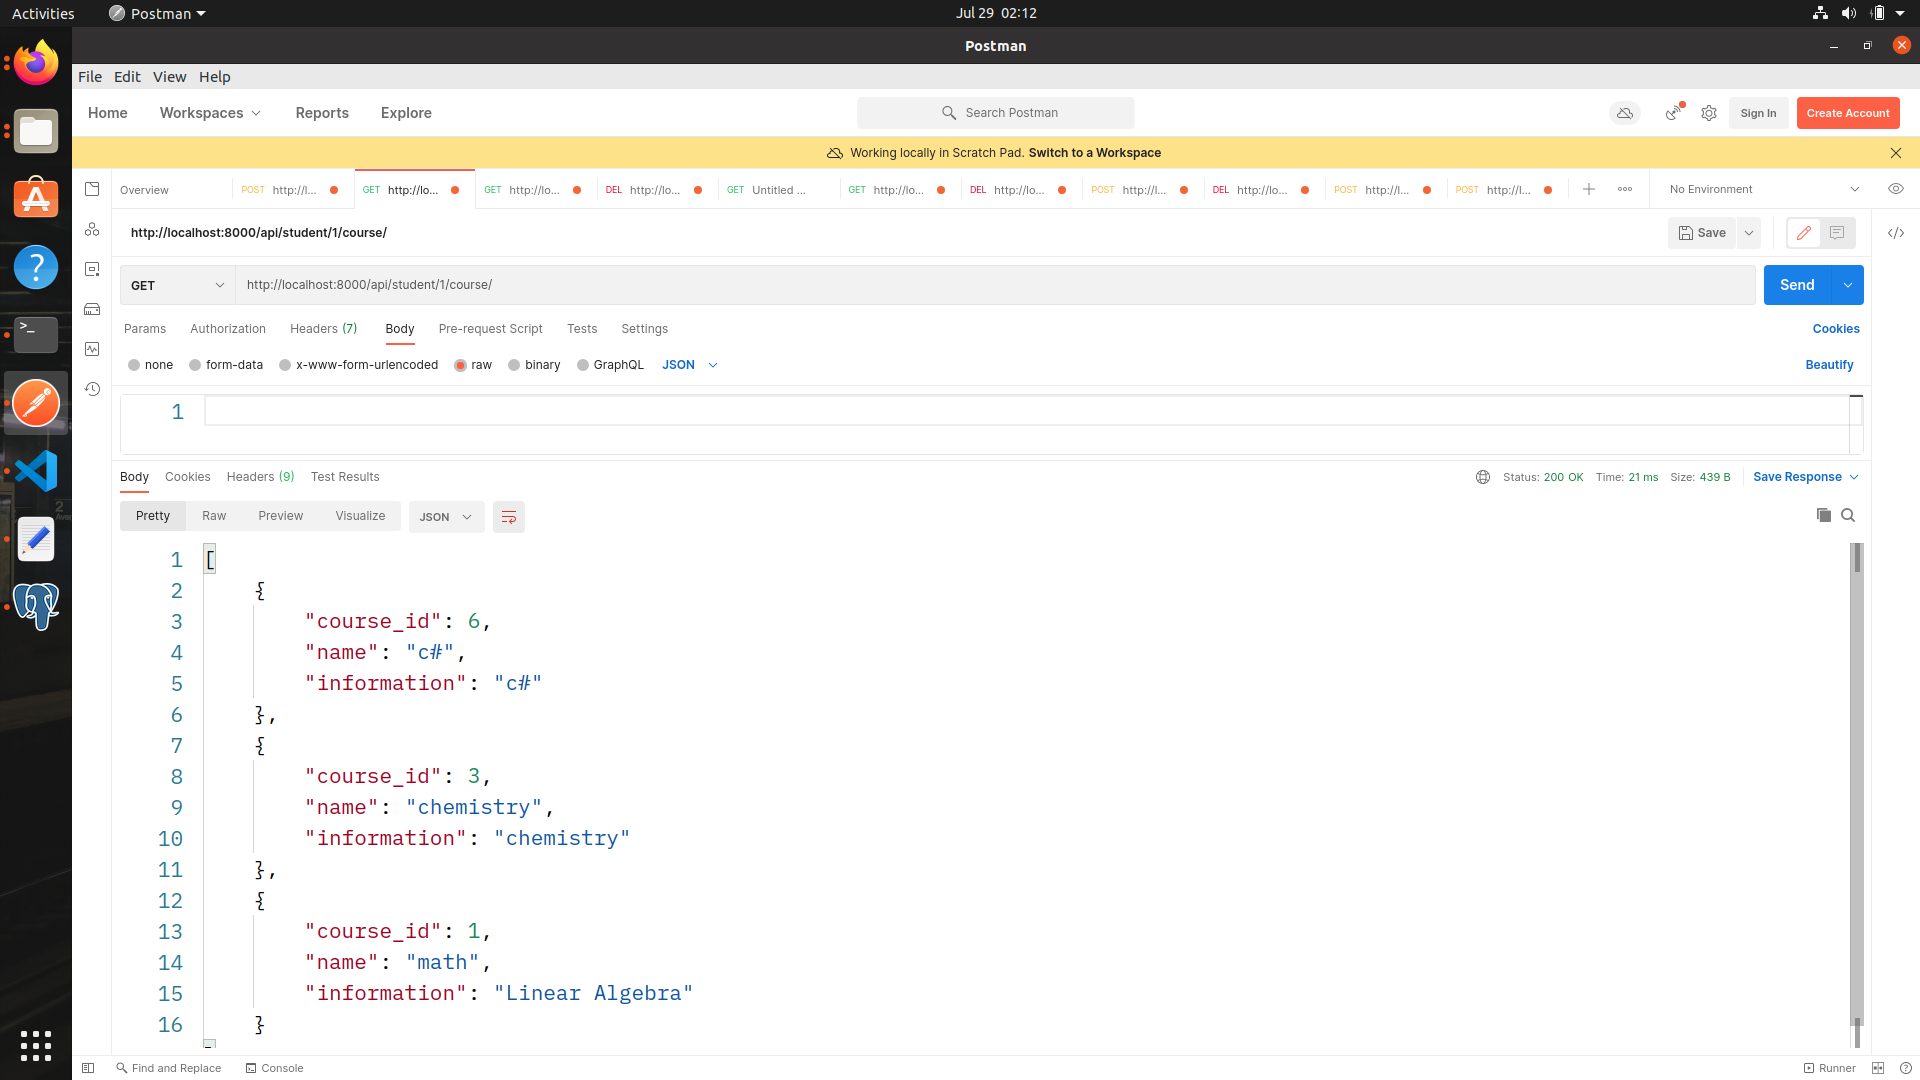 Activities Postman Jul 29 02:12
Postman
File Edit View Help
Home Workspaces Reports Explore Search Postman Sign In Create Account
Working locally in Scratch Pad. Switch to a Workspace
Overview POST http://l... GET http://lo... GET http://lo... DEL http://lo... GET Untitled ... GET http://lo... DEL http://lo... POST http://l... DEL http://lo... POST http://l... POST http://l... No Environment
http://localhost:8000/api/student/1/course/ Save
GET http://localhost:8000/api/student/1/course/ Send
Params Authorization Headers (7) Body Pre-request Script Tests Settings Cookies
none form-data x-www-form-urlencoded raw binary GraphQL JSON Beautify
1
Body Cookies Headers (9) Test Results Status: 200 OK Time: 21 ms Size: 439 B Save Response
Pretty Raw Preview Visualize JSON
1 [
2 {
3 "course_id": 6,
4 "name": "c#",
5 "information": "c#"
6 },
7 {
8 "course_id": 3,
9 "name": "chemistry",
10 "information": "chemistry"
11 },
12 {
13 "course_id": 1,
14 "name": "math",
15 "information": "Linear Algebra"
16 }
Find and Replace Console Runner